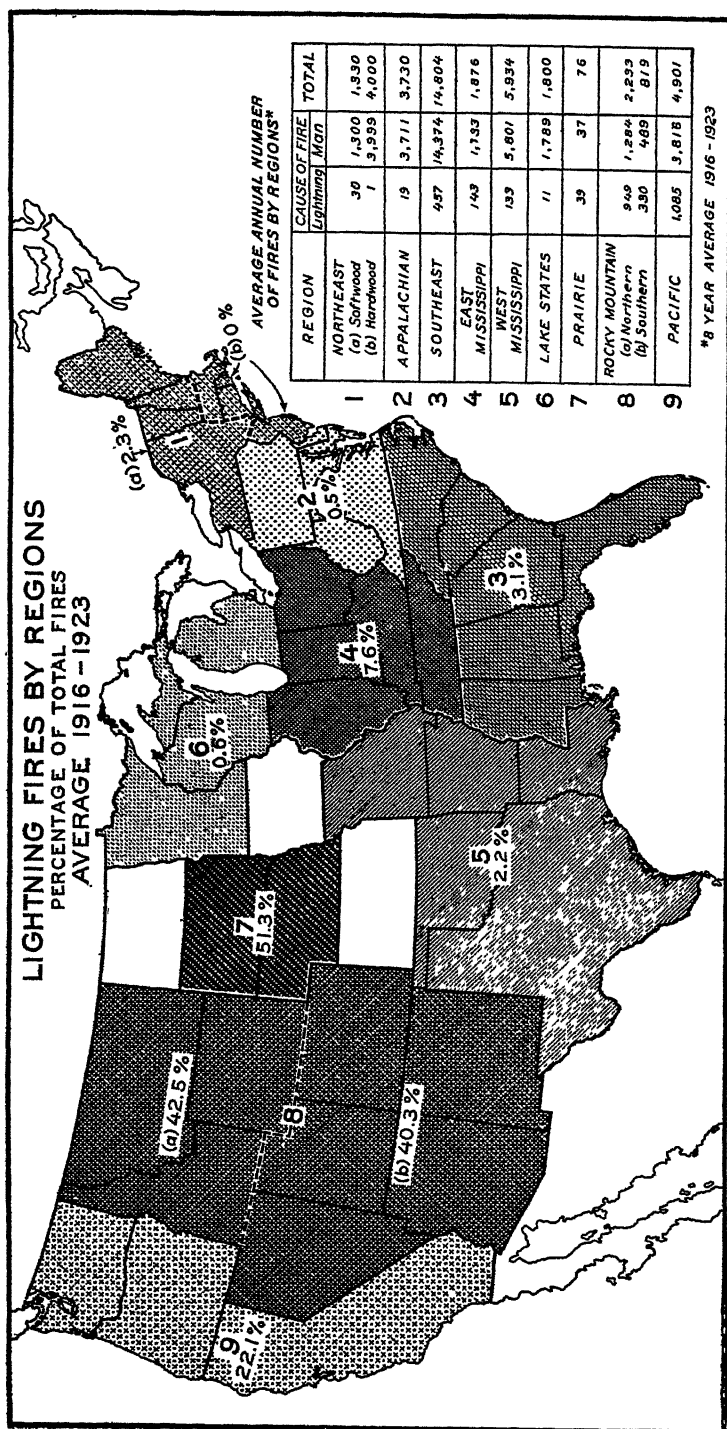 LIGHTNING FIRES BY REGIONS
PERCENTAGE OF TOTAL FIRES
AVERAGE 1916-1923
(a) 2.3%
1
(b) 0%
2
0.5%
3
3.1%
4
7.6%
5
2.2%
6
0.6%
7
51.3%
(a) 42.5%
8
(b) 40.3%
9
22.1%
AVERAGE ANNUAL NUMBER
OF FIRES BY REGIONS*
REGION CAUSE OF FIRE TOTAL
Lightning Man
1 NORTHEAST
(a) Softwood 30 1,300 1,330
(b) Hardwood 1 3,999 4,000
2 APPALACHIAN 19 3,711 3,730
3 SOUTHEAST 457 14,374 14,804
4 EAST MISSISSIPPI 143 1,733 1,876
5 WEST MISSISSIPPI 133 5,801 5,934
6 LAKE STATES 11 1,789 1,800
7 PRAIRIE 39 37 76
8 ROCKY MOUNTAIN
(a) Northern 949 1,284 2,233
(b) Southern 330 489 819
9 PACIFIC 1,085 3,816 4,901
*8 YEAR AVERAGE 1916-1923